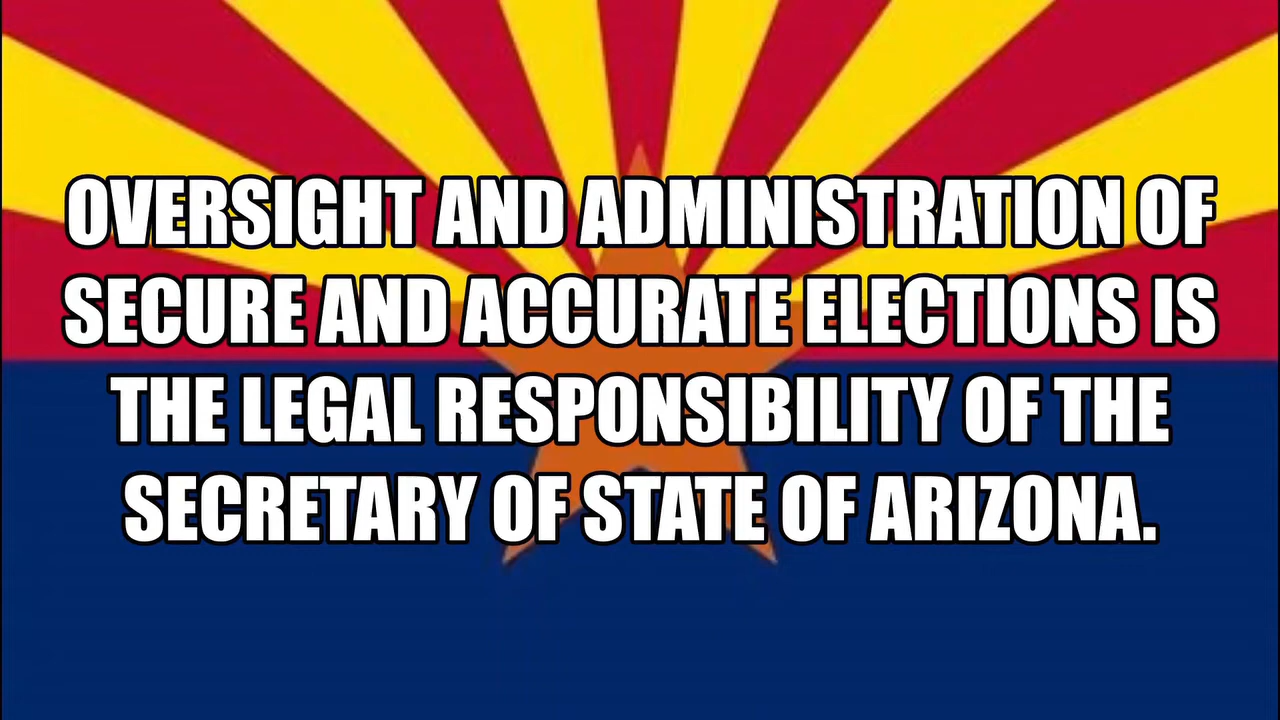 OVERSIGHT AND ADMINISTRATION OF
SECURE AND ACCURATE ELECTIONS IS
THE LEGAL RESPONSIBILITY OF THE
SECRETARY OF STATE OF ARIZONA.